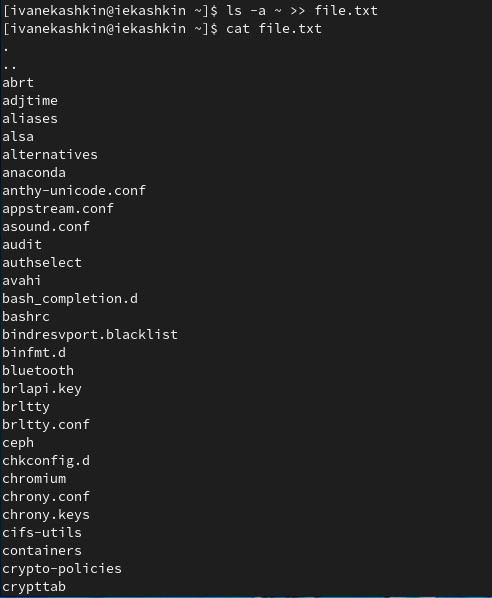 [ivanekashkin@iekashkin ~]$ ls -a ~ >> file.txt
[ivanekashkin@iekashkin ~]$ cat file.txt
.
..
abrt
adjtime
aliases
alsa
alternatives
anaconda
anthy-unicode.conf
appstream.conf
asound.conf
audit
authselect
avahi
bash_completion.d
bashrc
bindresvport.blacklist
binfmt.d
bluetooth
brlapi.key
brltty
brltty.conf
ceph
chkconfig.d
chromium
chrony.conf
chrony.keys
cifs-utils
containers
crypto-policies
crypttab